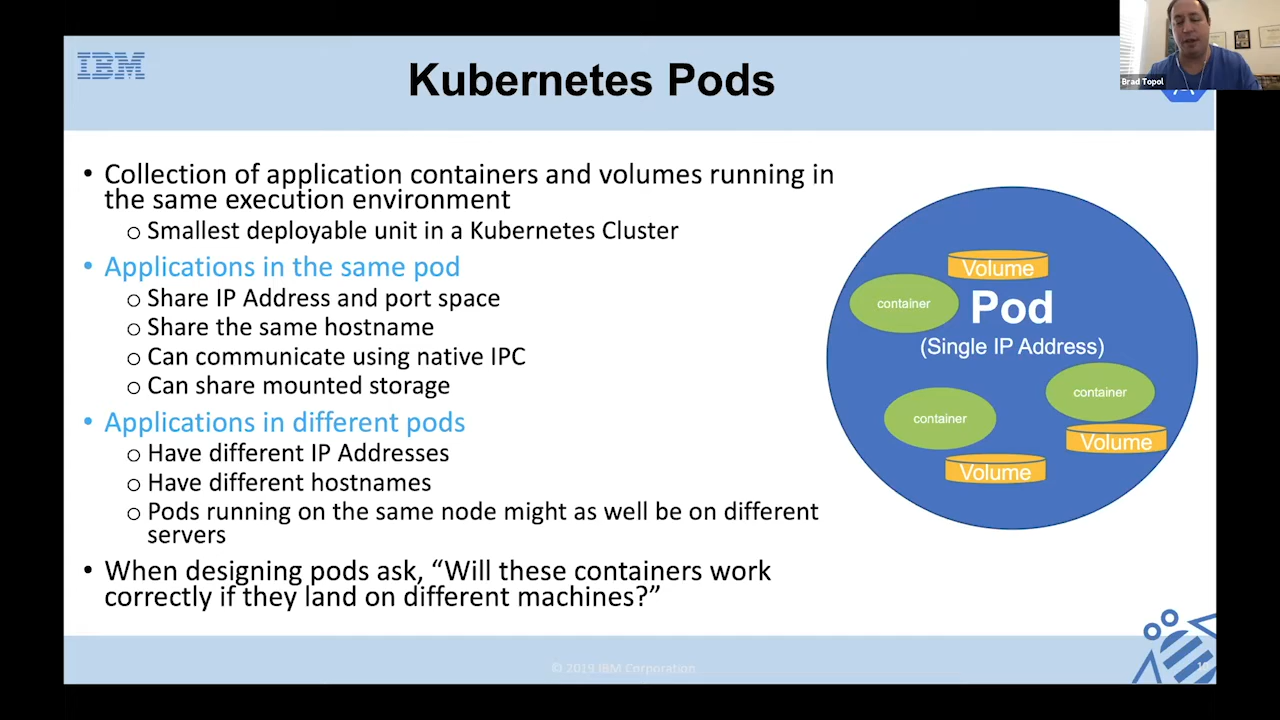 IBM
Kubernetes Pods
Brad Topol
• Collection of application containers and volumes running in
the same execution environment
o Smallest deployable unit in a Kubernetes Cluster
• Applications in the same pod
o Share IP Address and port space
o Share the same hostname
o Can communicate using native IPC
o Can share mounted storage
• Applications in different pods
o Have different IP Addresses
o Have different hostnames
o Pods running on the same node might as well be on different
servers
• When designing pods ask, “Will these containers work
correctly if they land on different machines?”
Volume
container
Pod
(Single IP Address)
container
container
Volume
Volume
© 2019 IBM Corporation